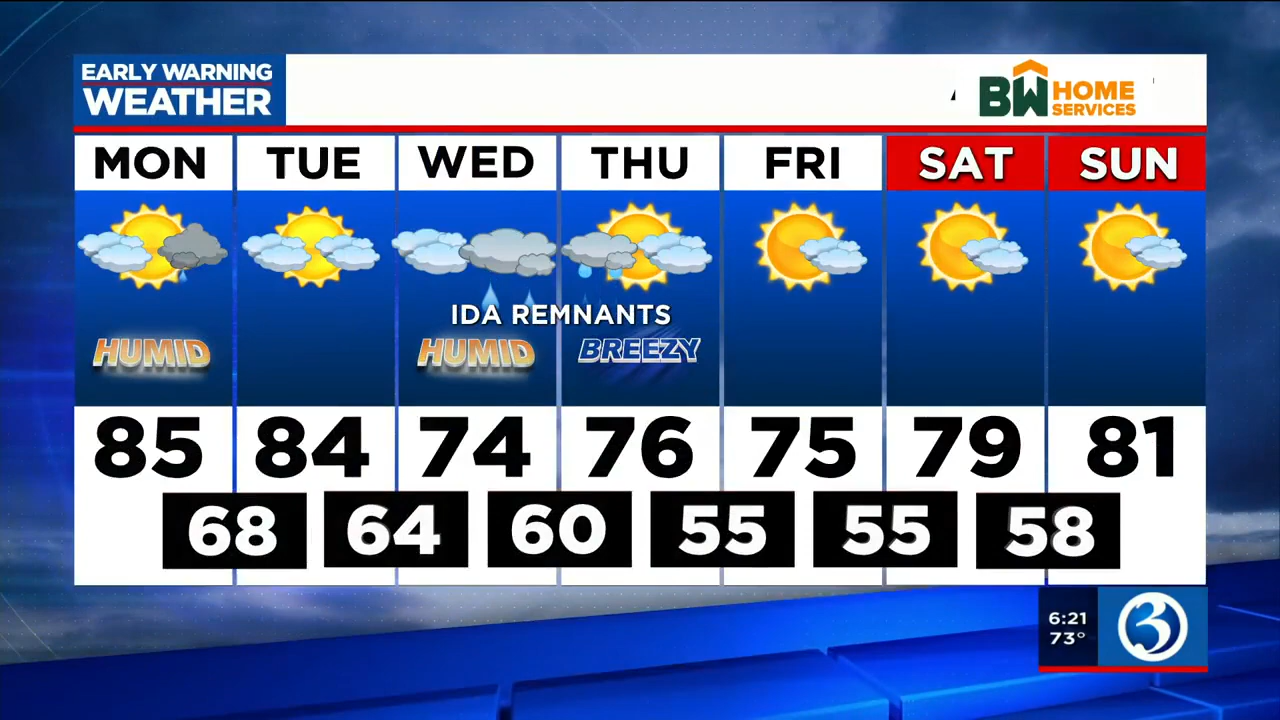 EARLY WARNING
WEATHER
BW HOME
SERVICES
MON TUE WED THU FRI SAT SUN
IDA REMNANTS
HUMID HUMID BREEZY
85 84 74 76 75 79 81
68 64 60 55 55 58
6:21
73°
3